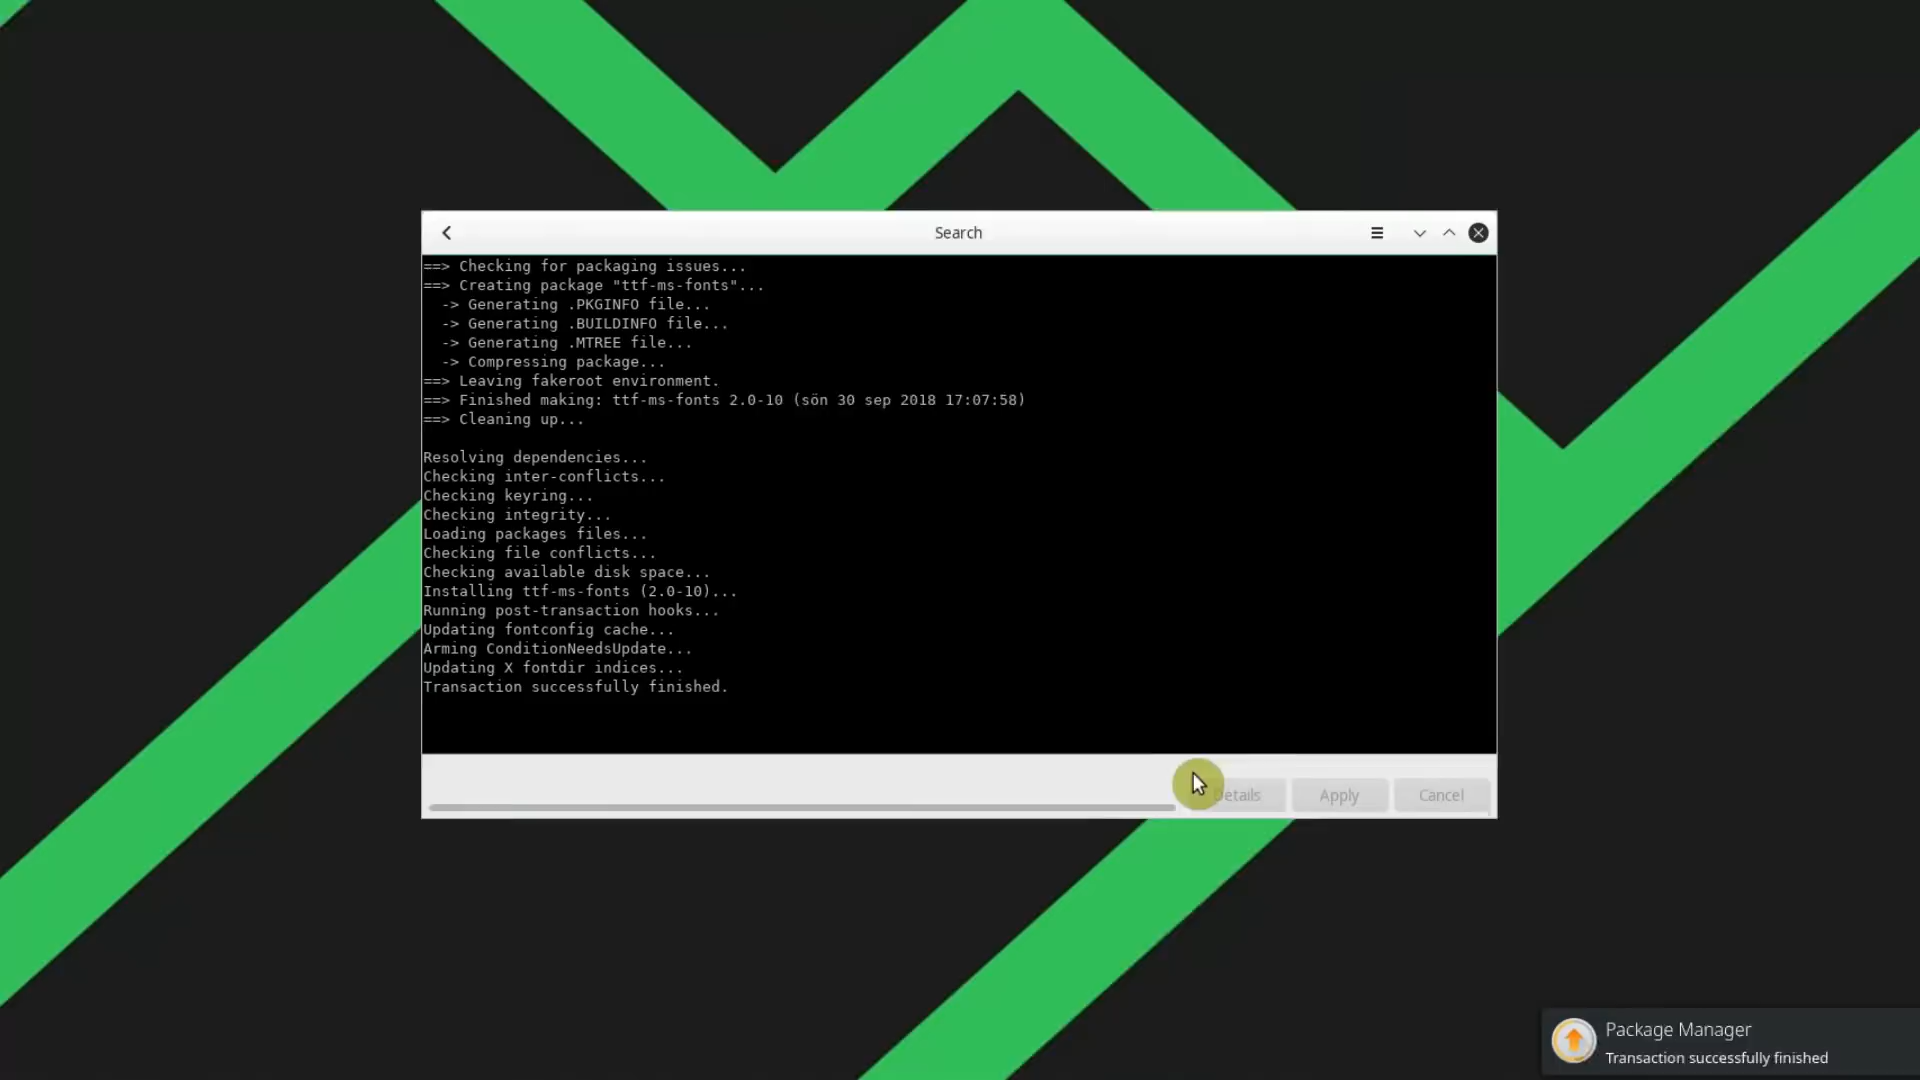 Search
==> Checking for packaging issues...
==> Creating package "ttf-ms-fonts"...
-> Generating .PKGINFO file...
-> Generating .BUILDINFO file...
-> Generating .MTREE file...
-> Compressing package...
==> Leaving fakeroot environment.
==> Finished making: ttf-ms-fonts 2.0-10 (sön 30 sep 2018 17:07:58)
==> Cleaning up...
Resolving dependencies...
Checking inter-conflicts...
Checking keyring...
Checking integrity...
Loading packages files...
Checking file conflicts...
Checking available disk space...
Installing ttf-ms-fonts (2.0-10)...
Running post-transaction hooks...
Updating fontconfig cache...
Arming ConditionNeedsUpdate...
Updating X fontdir indices...
Transaction successfully finished.
Details Apply Cancel
Package Manager
Transaction successfully finished